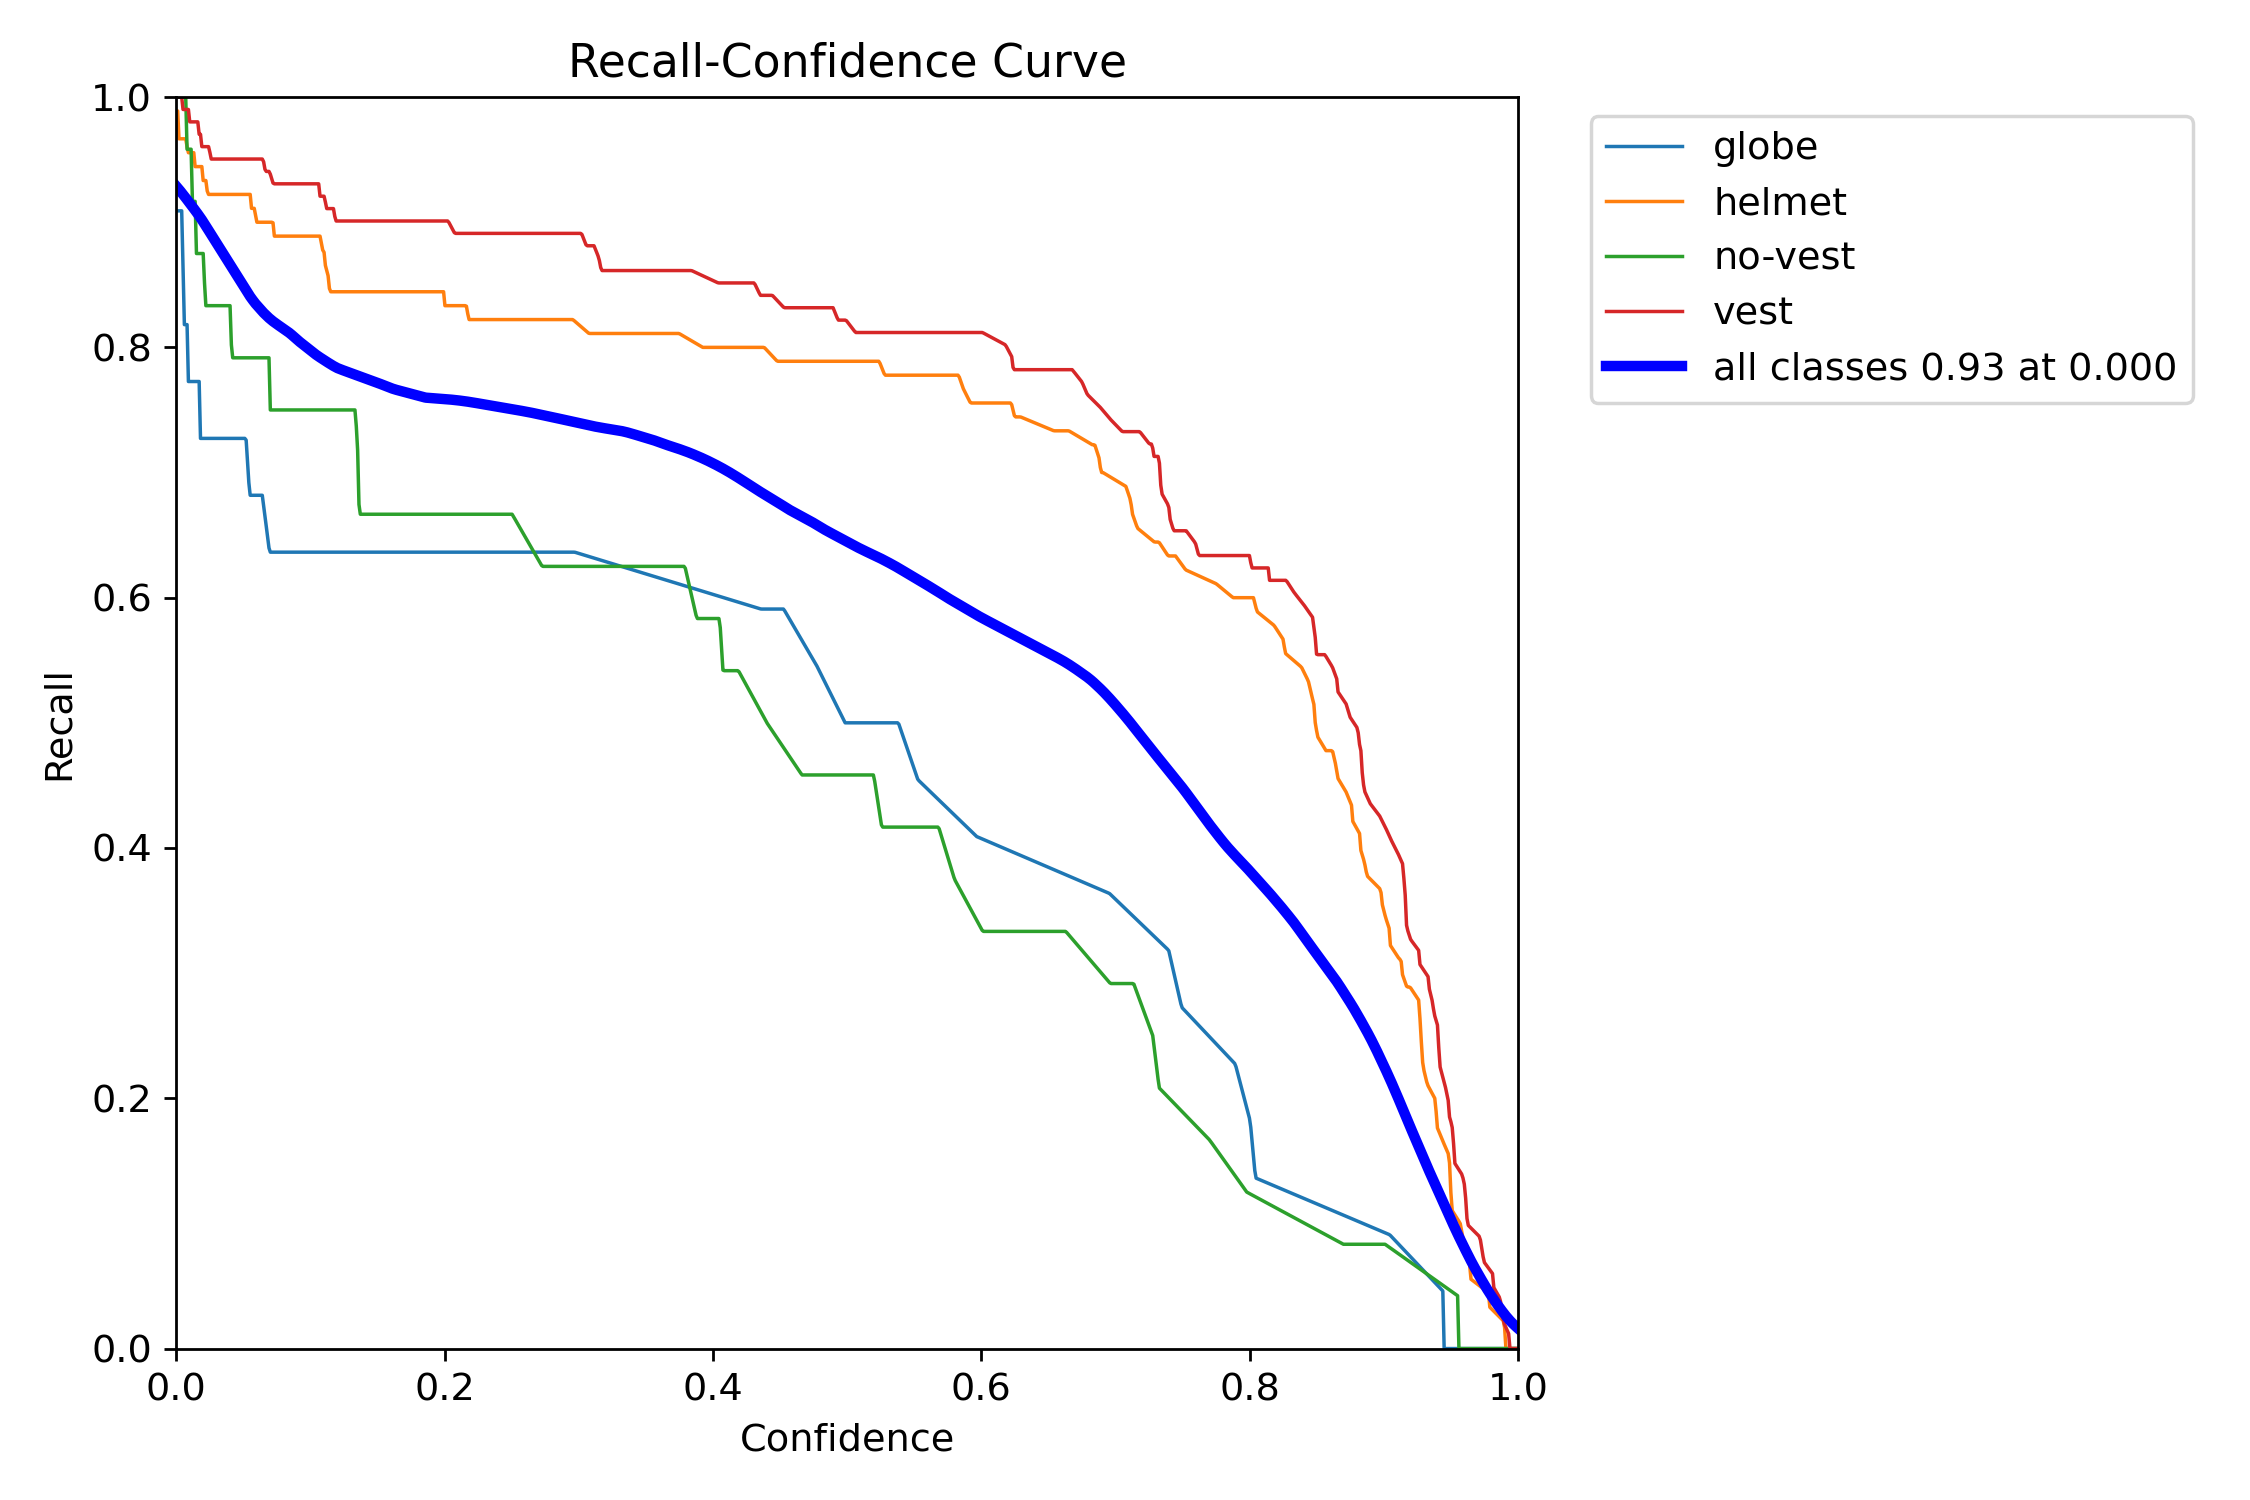 Recall-Confidence Curve
1.0
0.8
0.6
0.4
0.2
0.0
Recall
0.0 0.2 0.4 0.6 0.8 1.0
Confidence
globe
helmet
no-vest
vest
all classes 0.93 at 0.000